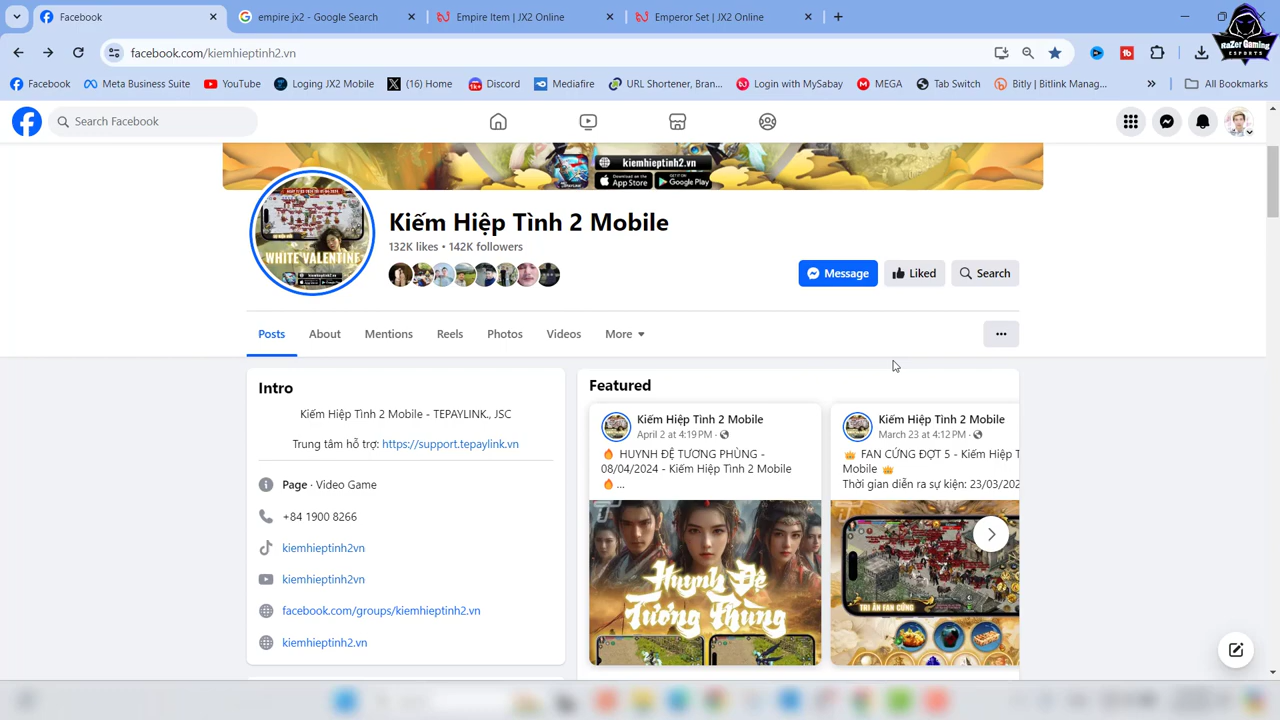 Facebook
empire jx2 - Google Search
Empire Item | JX2 Online
Emperor Set | JX2 Online
facebook.com/kiemhieptinh2.vn
RaZer Gaming
ESPORTS
Facebook
Meta Business Suite
YouTube
Loging JX2 Mobile
(16) Home
Discord
Mediafire
URL Shortener, Bran...
Login with MySabay
MEGA
Tab Switch
Bitly | Bitlink Manag...
All Bookmarks
Search Facebook
kiemhieptinh2.vn
App Store
Google Play
WHITE VALENTINE
Kiếm Hiệp Tình 2 Mobile
132K likes • 142K followers
Message
Liked
Search
Posts
About
Mentions
Reels
Photos
Videos
More
Intro
Kiếm Hiệp Tình 2 Mobile - TEPAYLINK., JSC
Trung tâm hỗ trợ: https://support.tepaylink.vn
Page · Video Game
+84 1900 8266
kiemhieptinh2vn
kiemhieptinh2vn
facebook.com/groups/kiemhieptinh2.vn
kiemhieptinh2.vn
Featured
Kiếm Hiệp Tình 2 Mobile
April 2 at 4:19 PM ·
🔥 HUYNH ĐỆ TƯƠNG PHÙNG -
08/04/2024 - Kiếm Hiệp Tình 2 Mobile
🔥 ...
Huynh Đệ
Tương Phùng
Kiếm Hiệp Tình 2 Mobile
March 23 at 4:12 PM ·
👑 FAN CỨNG ĐỢT 5 - Kiếm Hiệp T
Mobile 👑
Thời gian diễn ra sự kiện: 23/03/202
TRI ÂN FAN CỨNG